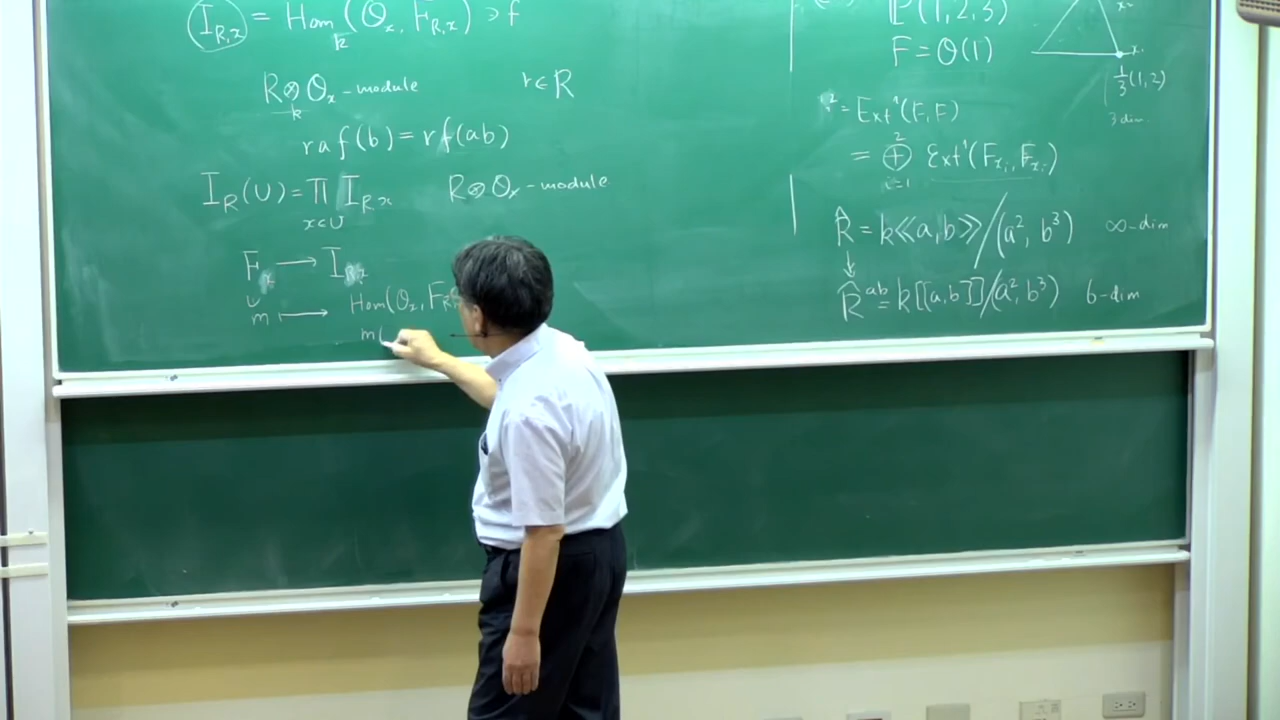 I_{R,x} = Hom_k(O_x, F_{R,x}) ∋ f
R ⊗_k O_x - module   r ∈ R
r a f(b) = r f(ab)
I_R(U) = Π_{x∈U} I_{Rx}   R ⊗ O_x - module
F → I
m ↦ Hom(O_x, F_R
m(
P(1,2,3)
F = O(1)
x.
1/3(1,2)
3 dim
= Ext¹(F, F)
= ⊕_{i=1}^{2} Ext¹(F_{x_i}, F_{x_i})
R̂ = k≪a,b≫/(a², b³)   ∞-dim
↓
R̂^{ab} = k[[a,b]]/(a², b³)   6-dim